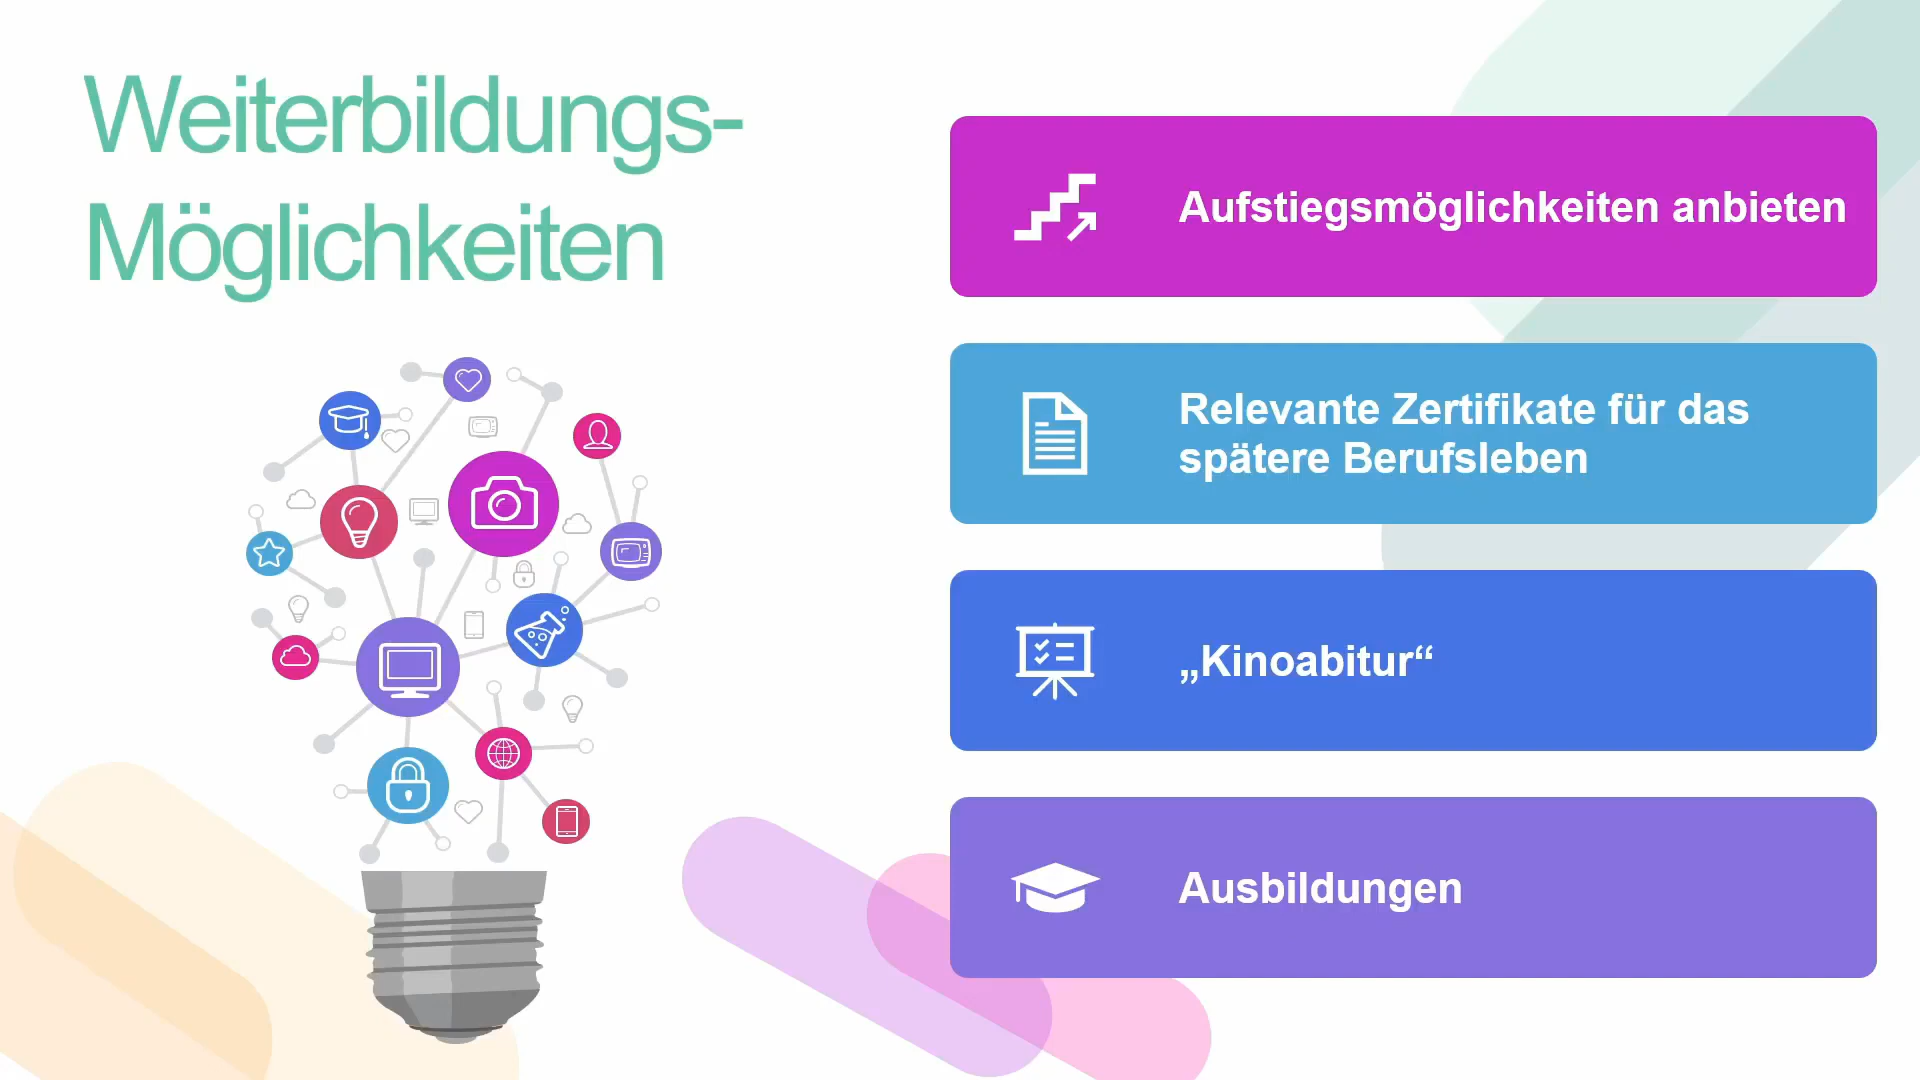 Weiterbildungs-
Möglichkeiten
Aufstiegsmöglichkeiten anbieten
Relevante Zertifikate für das
spätere Berufsleben
„Kinoabitur“
Ausbildungen